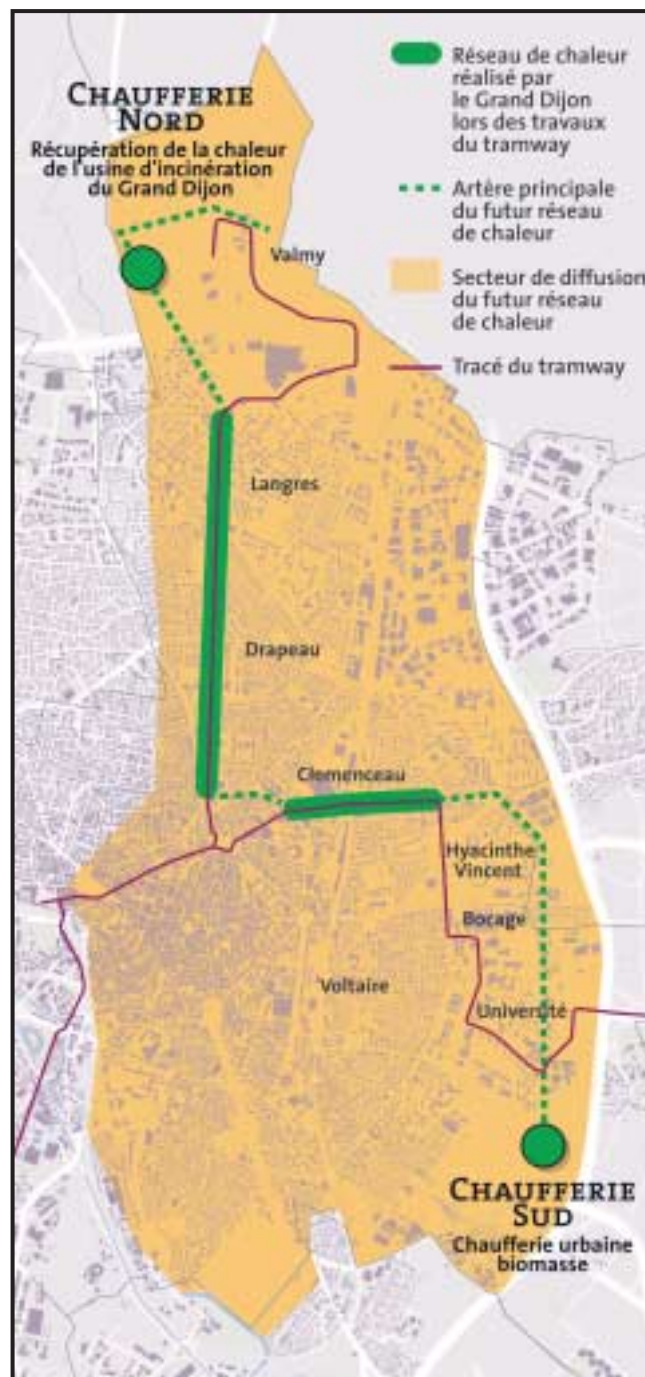 CHAUFFERIE
NORD
Récupération de la chaleur
de l'usine d'incinération
du Grand Dijon
Réseau de chaleur
réalisé par
le Grand Dijon
lors des travaux
du tramway
Artère principale
du futur réseau
de chaleur
Secteur de diffusion
du futur réseau
de chaleur
Tracé du tramway
Valmy
Langres
Drapeau
Clemenceau
Hyacinthe
Vincent
Bocage
Voltaire
Université
CHAUFFERIE
SUD
Chaufferie urbaine
biomasse